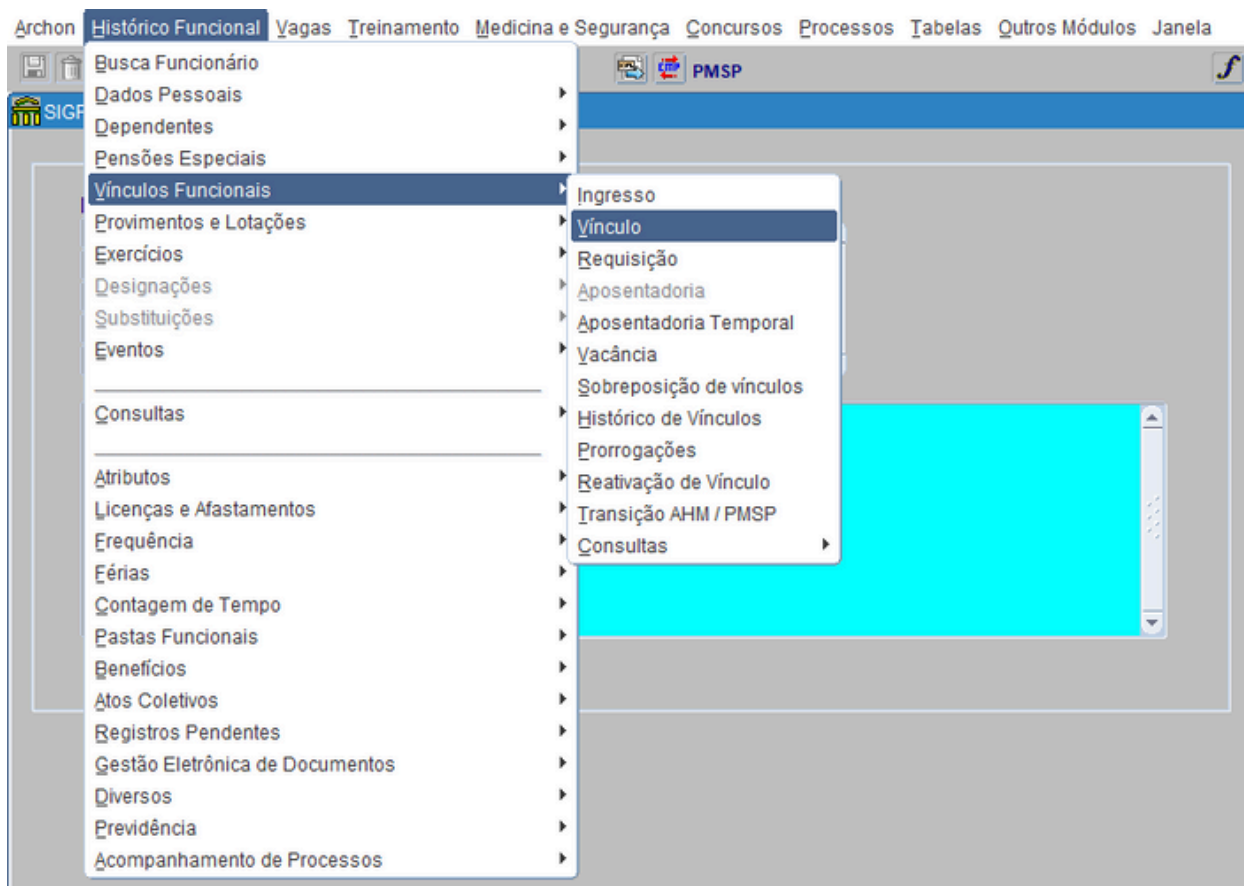 Archon Histórico Funcional Vagas Treinamento Medicina e Segurança Concursos Processos Tabelas Outros Módulos Janela
PMSP
SIGP
Busca Funcionário
Dados Pessoais
Dependentes
Pensões Especiais
Vínculos Funcionais
Provimentos e Lotações
Exercícios
Designações
Substituições
Eventos
Consultas
Atributos
Licenças e Afastamentos
Frequência
Férias
Contagem de Tempo
Pastas Funcionais
Benefícios
Atos Coletivos
Registros Pendentes
Gestão Eletrônica de Documentos
Diversos
Previdência
Acompanhamento de Processos
Ingresso
Vínculo
Requisição
Aposentadoria
Aposentadoria Temporal
Vacância
Sobreposição de vínculos
Histórico de Vínculos
Prorrogações
Reativação de Vínculo
Transição AHM / PMSP
Consultas